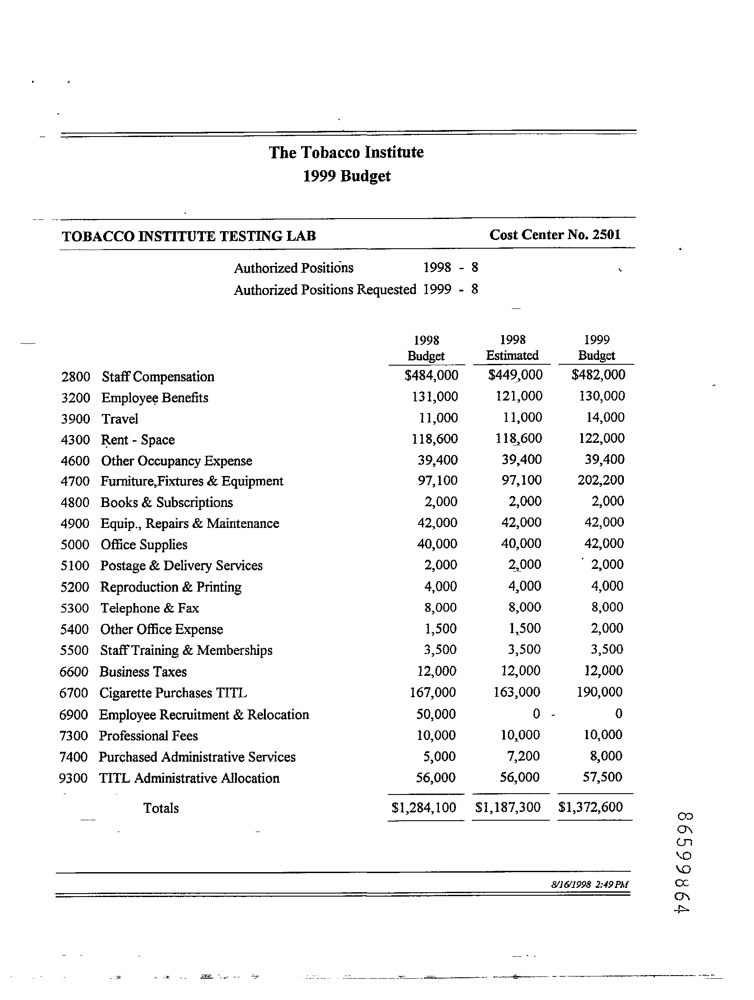 The Tobacco Institute
1999 Budget
TOBACCO INSTITUTE TESTING LAB Cost Center No. 2501
Authorized Positions 1998 - 8
Authorized Positions Requested 1999 - 8
1998 1998 1999
Budget Estimated Budget
2800 Staff Compensation $484,000 $449,000 $482,000
3200 Employee Benefits 131,000 121,000 130,000
3900 Travel 11,000 11,000 14,000
4300 Rent - Space 118,600 118,600 122,000
4600 Other Occupancy Expense 39,400 39,400 39,400
4700 Furniture,Fixtures & Equipment 97,100 97,100 202,200
4800 Books & Subscriptions 2,000 2,000 2,000
4900 Equip., Repairs & Maintenance 42,000 42,000 42,000
5000 Office Supplies 40,000 40,000 42,000
5100 Postage & Delivery Services 2,000 2,000 2,000
5200 Reproduction & Printing 4,000 4,000 4,000
5300 Telephone & Fax 8,000 8,000 8,000
5400 Other Office Expense 1,500 1,500 2,000
5500 Staff Training & Memberships 3,500 3,500 3,500
6600 Business Taxes 12,000 12,000 12,000
6700 Cigarette Purchases TITL 167,000 163,000 190,000
6900 Employee Recruitment & Relocation 50,000 0 - 0
7300 Professional Fees 10,000 10,000 10,000
7400 Purchased Administrative Services 5,000 7,200 8,000
9300 TITL Administrative Allocation 56,000 56,000 57,500
Totals $1,284,100 $1,187,300 $1,372,600
8/16/1998 2:49 PM
86599864